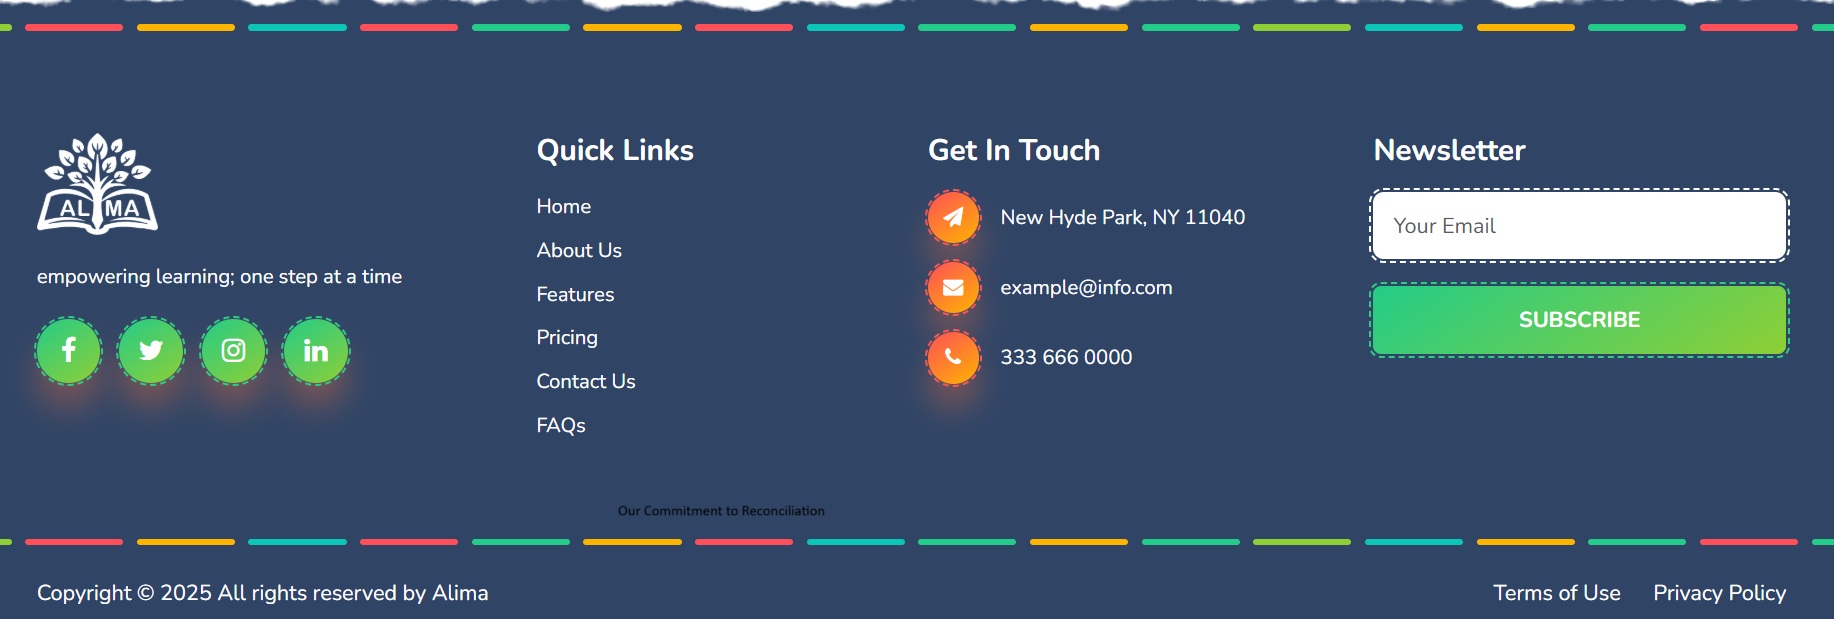 ALIMA
empowering learning; one step at a time
Quick Links
Home
About Us
Features
Pricing
Contact Us
FAQs
Get In Touch
New Hyde Park, NY 11040
example@info.com
333 666 0000
Newsletter
Your Email
SUBSCRIBE
Our Commitment to Reconciliation
Copyright © 2025 All rights reserved by Alima
Terms of Use
Privacy Policy